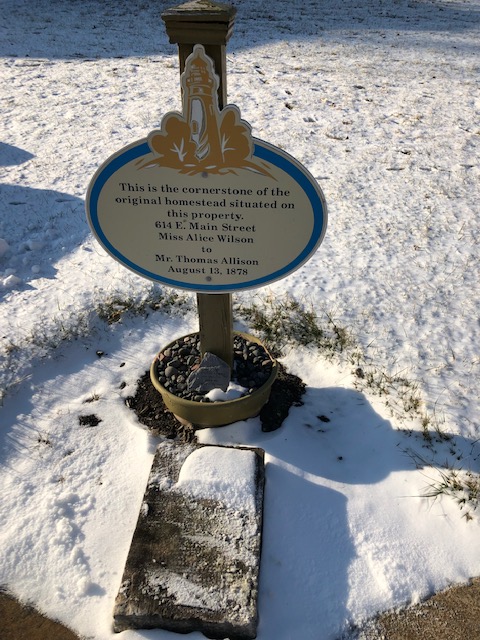 This is the cornerstone of the
original homestead situated on
this property.
614 E. Main Street
Miss Alice Wilson
to
Mr. Thomas Allison
August 13, 1878